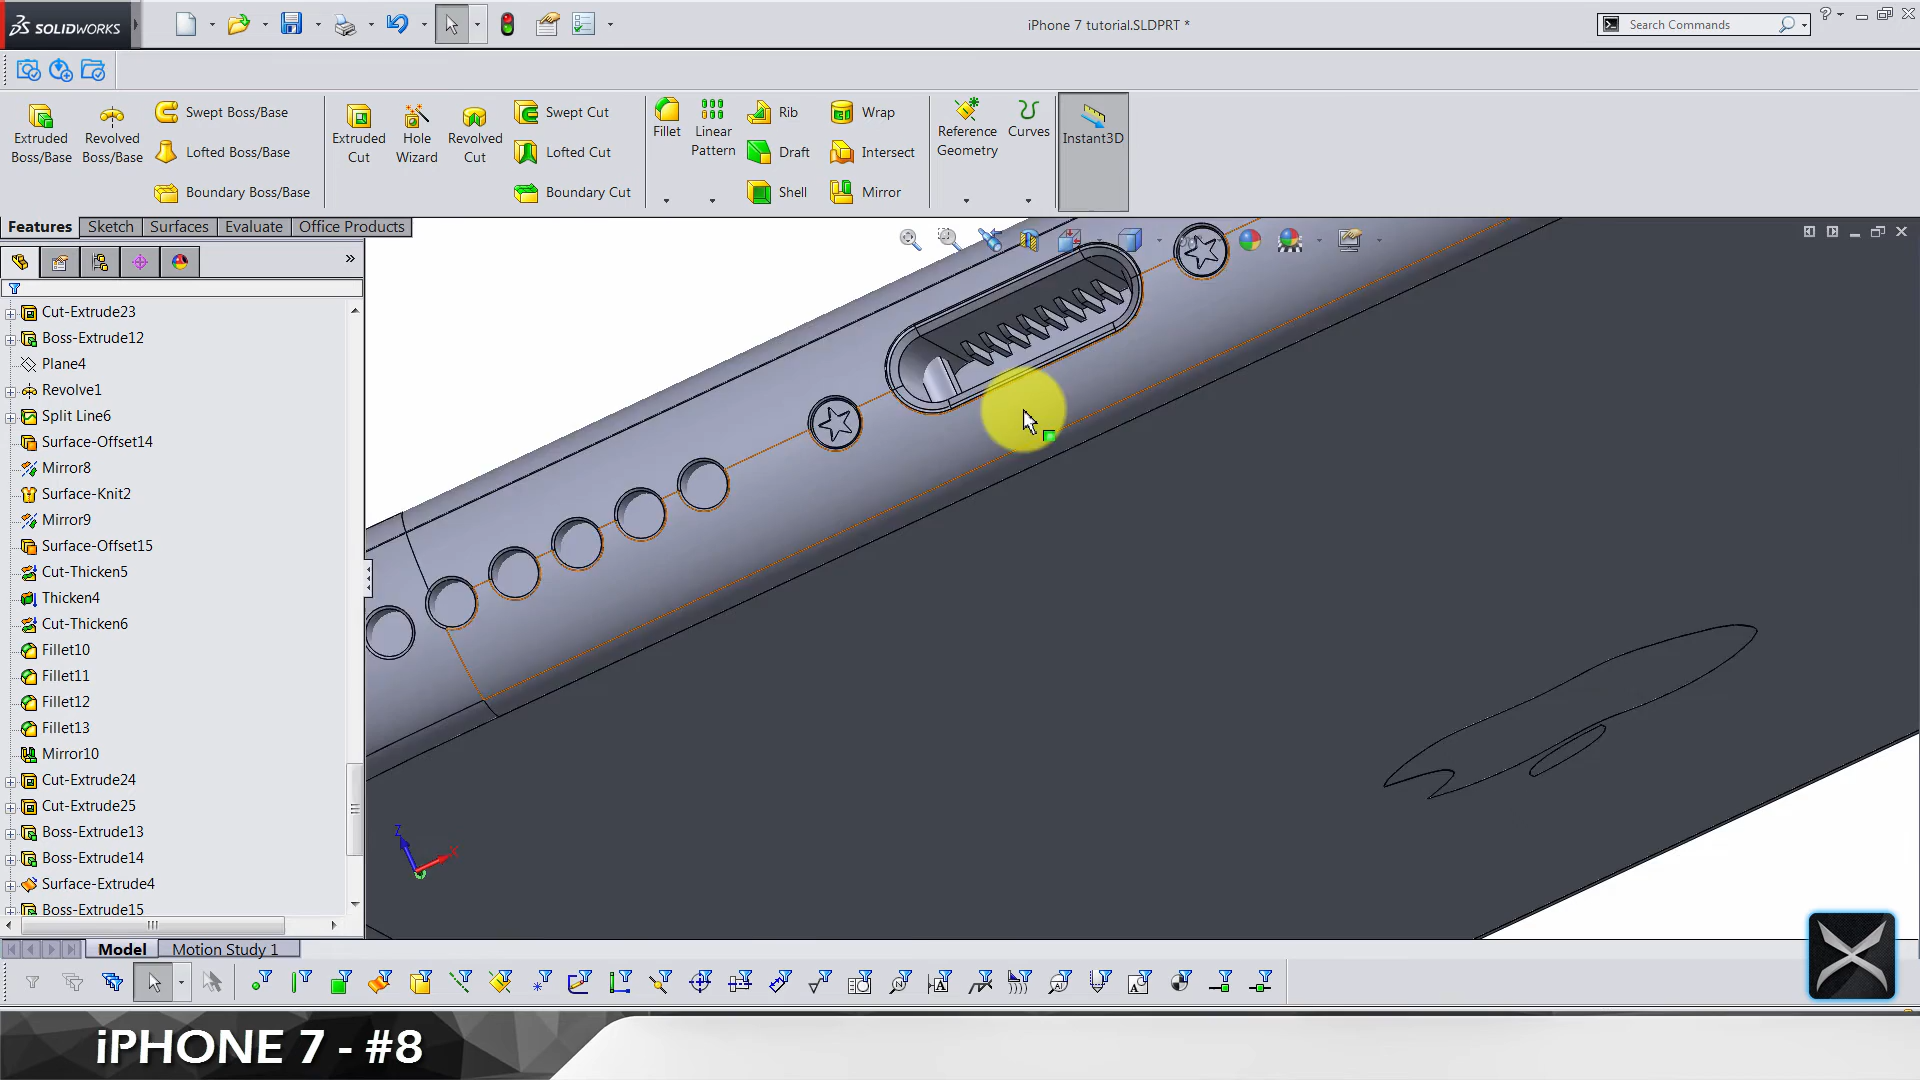 SOLIDWORKS
iPhone 7 tutorial.SLDPRT *
Search Commands
?
Extruded Boss/Base
Revolved Boss/Base
Swept Boss/Base
Lofted Boss/Base
Boundary Boss/Base
Extruded Cut
Hole Wizard
Revolved Cut
Swept Cut
Lofted Cut
Boundary Cut
Fillet
Linear Pattern
Rib
Draft
Shell
Wrap
Intersect
Mirror
Reference Geometry
Curves
Instant3D
Features
Sketch
Surfaces
Evaluate
Office Products
»
Cut-Extrude23
Boss-Extrude12
Plane4
Revolve1
Split Line6
Surface-Offset14
Mirror8
Surface-Knit2
Mirror9
Surface-Offset15
Cut-Thicken5
Thicken4
Cut-Thicken6
Fillet10
Fillet11
Fillet12
Fillet13
Mirror10
Cut-Extrude24
Cut-Extrude25
Boss-Extrude13
Boss-Extrude14
Surface-Extrude4
Boss-Extrude15
Z
X
Model
Motion Study 1
iPHONE 7 - #8